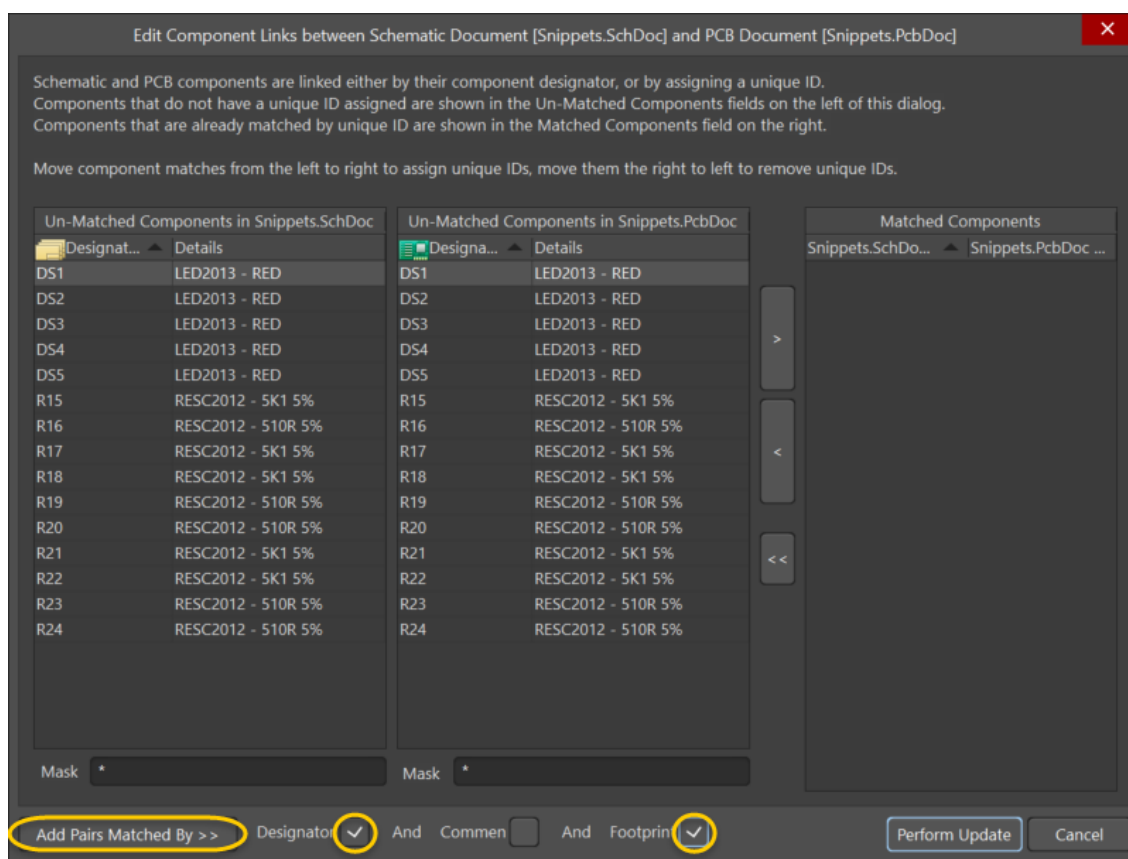 Edit Component Links between Schematic Document [Snippets.SchDoc] and PCB Document [Snippets.PcbDoc]
Schematic and PCB components are linked either by their component designator, or by assigning a unique ID.
Components that do not have a unique ID assigned are shown in the Un-Matched Components fields on the left of this dialog.
Components that are already matched by unique ID are shown in the Matched Components field on the right.
Move component matches from the left to right to assign unique IDs, move them the right to left to remove unique IDs.
Un-Matched Components in Snippets.SchDoc Un-Matched Components in Snippets.PcbDoc Matched Components
Designat... Details Designa... Details Snippets.SchDo... Snippets.PcbDoc ...
DS1 LED2013 - RED DS1 LED2013 - RED
DS2 LED2013 - RED DS2 LED2013 - RED
DS3 LED2013 - RED DS3 LED2013 - RED
>
DS4 LED2013 - RED DS4 LED2013 - RED
DS5 LED2013 - RED DS5 LED2013 - RED
R15 RESC2012 - 5K1 5% R15 RESC2012 - 5K1 5%
R16 RESC2012 - 510R 5% R16 RESC2012 - 510R 5%
R17 RESC2012 - 5K1 5% R17 RESC2012 - 5K1 5% <
R18 RESC2012 - 5K1 5% R18 RESC2012 - 5K1 5%
R19 RESC2012 - 510R 5% R19 RESC2012 - 510R 5%
R20 RESC2012 - 510R 5% R20 RESC2012 - 510R 5%
R21 RESC2012 - 5K1 5% R21 RESC2012 - 5K1 5% <<
R22 RESC2012 - 5K1 5% R22 RESC2012 - 5K1 5%
R23 RESC2012 - 510R 5% R23 RESC2012 - 510R 5%
R24 RESC2012 - 510R 5% R24 RESC2012 - 510R 5%
Mask * Mask *
Add Pairs Matched By >> Designator And Commen And Footprin Perform Update Cancel